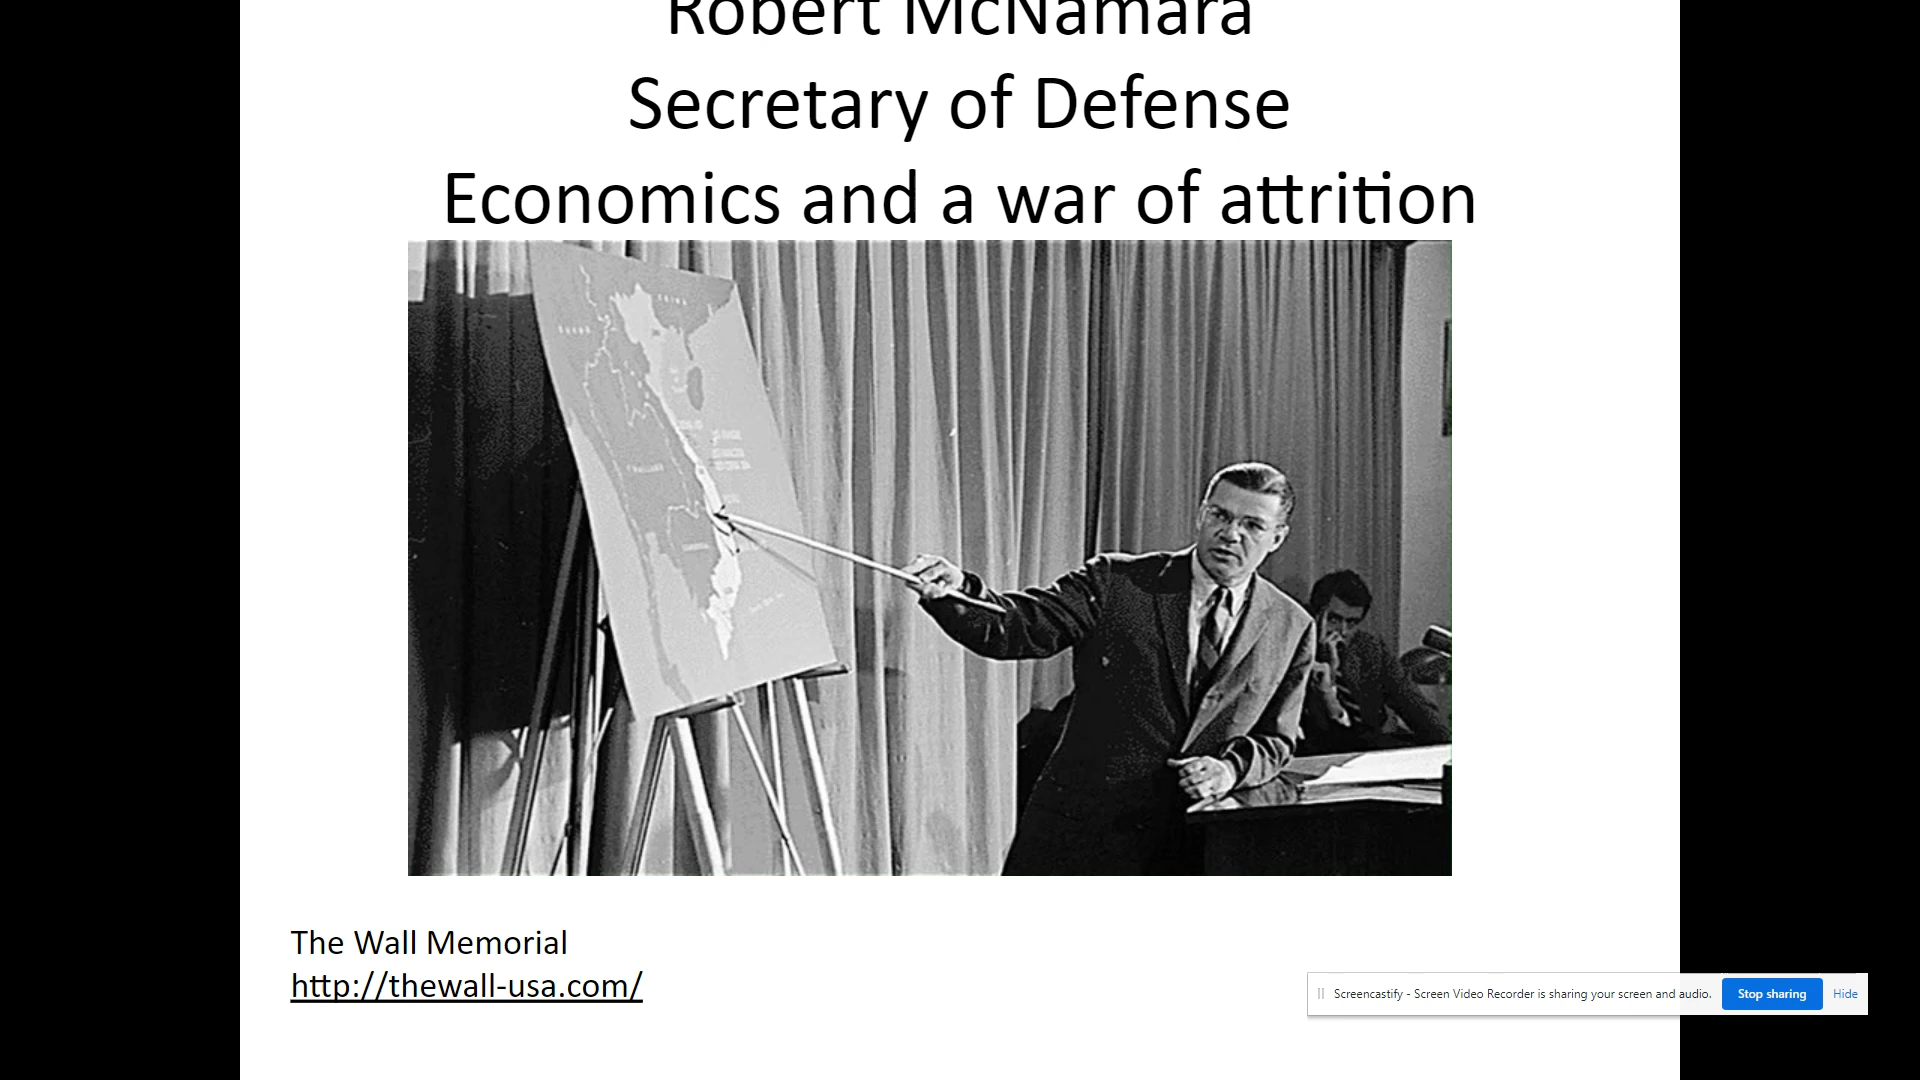 Robert McNamara
Secretary of Defense
Economics and a war of attrition
The Wall Memorial
http://thewall-usa.com/
Screencastify - Screen Video Recorder is sharing your screen and audio.
Stop sharing
Hide